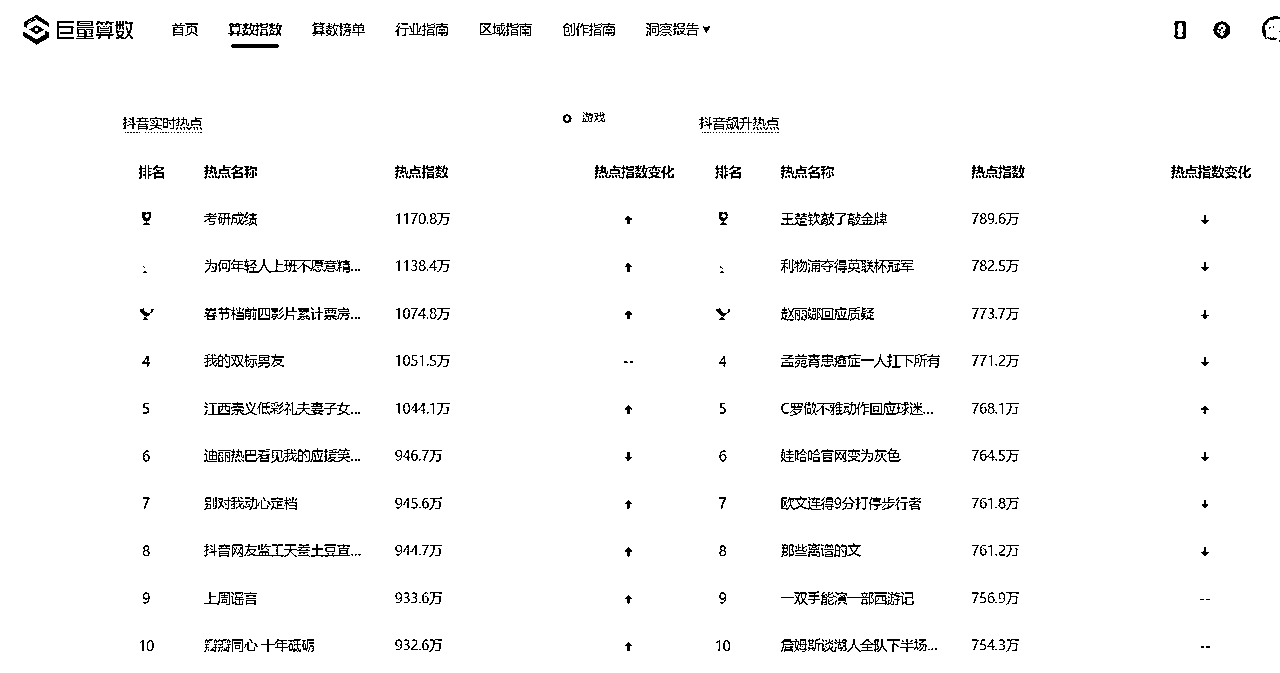 巨量算数 首页 算数指数 算数榜单 行业指南 区域指南 创作指南 洞察报告
抖音实时热点 游戏
排名 热点名称 热点指数 热点指数变化
考研成绩 1170.8万
为何年轻人上班不愿意精... 1138.4万
春节档前四影片累计票房... 1074.8万
4 我的双标男友 1051.5万 --
5 江西崇义低彩礼夫妻子女... 1044.1万
6 迪丽热巴看见我的应援笑... 946.7万
7 别对我动心定档 945.6万
8 抖音网友监工天蚕土豆直... 944.7万
9 上周谣言 933.6万
10 粥粥同心 十年砥砺 932.6万
抖音飙升热点
排名 热点名称 热点指数 热点指数变化
王楚钦敲了敲金牌 789.6万
利物浦夺得英联杯冠军 782.5万
赵丽娜回应质疑 773.7万
4 孟菀青患癌症一人扛下所有 771.2万
5 C罗做不雅动作回应球迷... 768.1万
6 娃哈哈官网变为灰色 764.5万
7 欧文连得9分打停步行者 761.8万
8 那些离谱的文 761.2万
9 一双手能演一部西游记 756.9万 --
10 詹姆斯谈湖人全队下半场... 754.3万 --